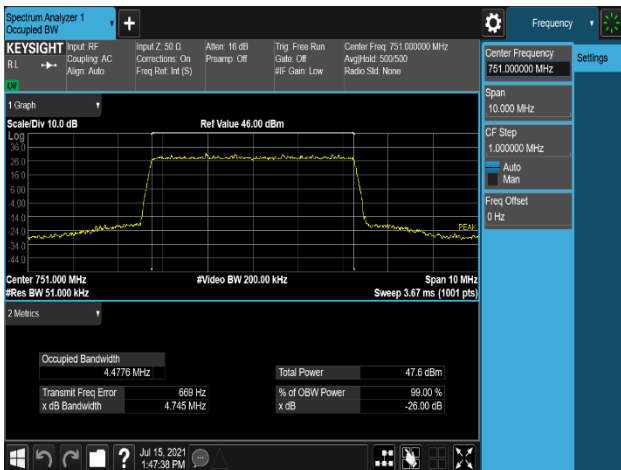 Spectrum Analyzer 1
Occupied BW
+
Frequency
KEYSIGHT
RL
LW
Input: RF
Coupling: AC
Align: Auto
Input Z: 50 Ω
Corrections: On
Freq Ref: Int (S)
Atten: 16 dB
Preamp: Off
Trig: Free Run
Gate: Off
#IF Gain: Low
Center Freq: 751.000000 MHz
Avg|Hold: 500/500
Radio Std: None
Center Frequency
751.000000 MHz
Settings
Span
10.000 MHz
CF Step
1.000000 MHz
Auto
Man
Freq Offset
0 Hz
1 Graph
Scale/Div 10.0 dB
Ref Value 46.00 dBm
Log
36.0
26.0
16.0
6.00
-4.00
-14.0
-24.0
-34.0
-44.0
PEAK
Center 751.000 MHz
#Video BW 200.00 kHz
Span 10 MHz
#Res BW 51.000 kHz
Sweep 3.67 ms (1001 pts)
2 Metrics
Occupied Bandwidth
4.4776 MHz
Total Power 47.6 dBm
Transmit Freq Error 669 Hz
% of OBW Power 99.00 %
x dB Bandwidth 4.745 MHz
x dB -26.00 dB
?
Jul 15, 2021
1:47:38 PM